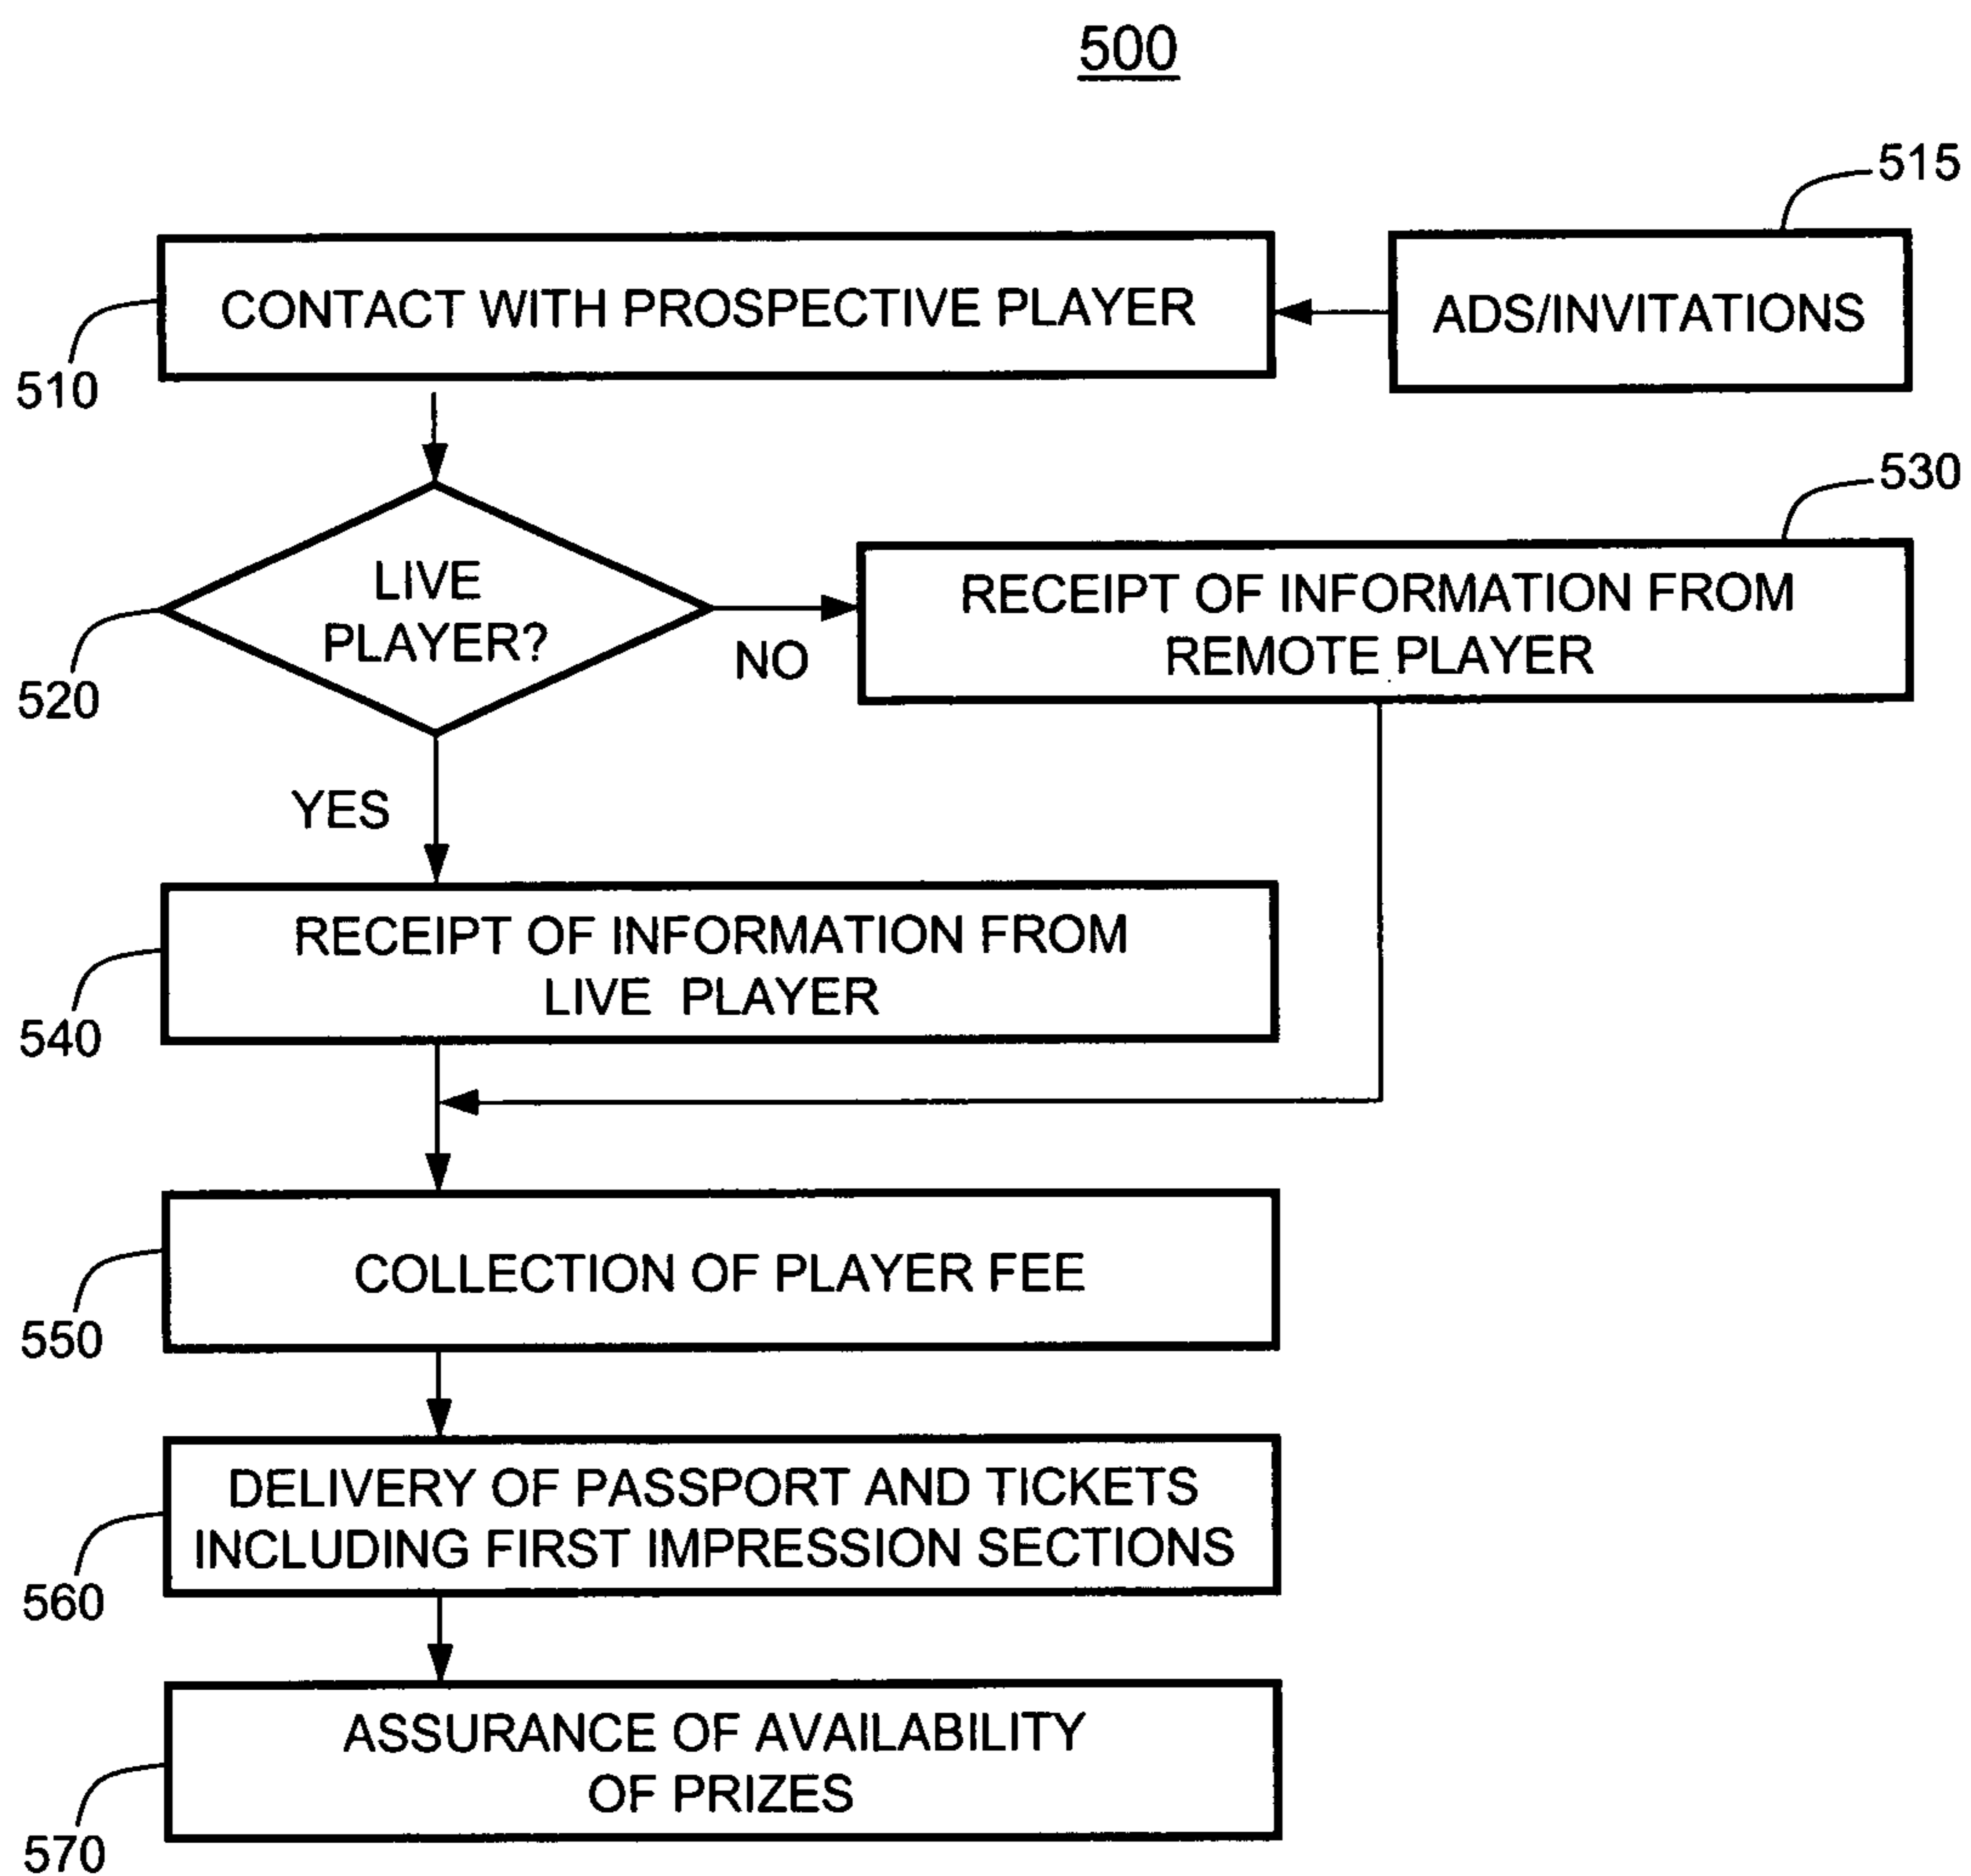 500
515
CONTACT WITH PROSPECTIVE PLAYER
ADS/INVITATIONS
510
530
LIVE
PLAYER?
NO
RECEIPT OF INFORMATION FROM
REMOTE PLAYER
520
YES
RECEIPT OF INFORMATION FROM
LIVE PLAYER
540
COLLECTION OF PLAYER FEE
550
DELIVERY OF PASSPORT AND TICKETS
INCLUDING FIRST IMPRESSION SECTIONS
560
ASSURANCE OF AVAILABILITY
OF PRIZES
570